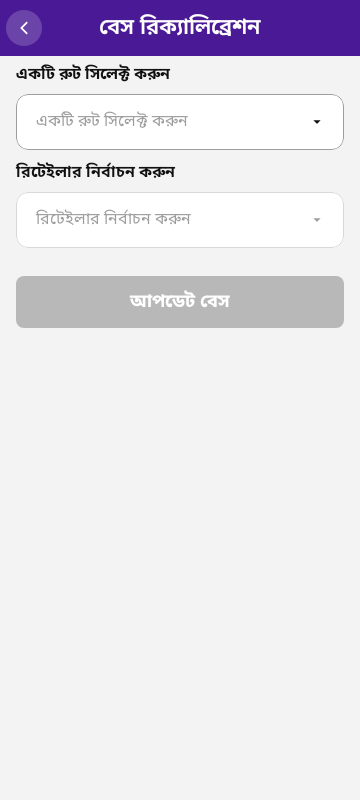 বেস রিক্যালিব্রেশন
একটি রুট সিলেক্ট করুন
একটি রুট সিলেক্ট করুন
রিটেইলার নির্বাচন করুন
রিটেইলার নির্বাচন করুন
আপডেট বেস